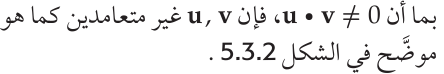 بما أن u • v ≠ 0، فإن u , v غير متعامدين كما هو
موضَّح في الشكل 5.3.2 .